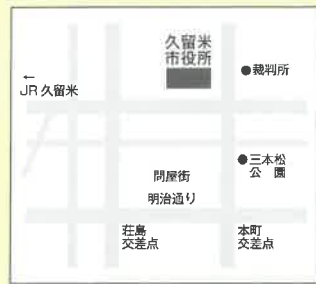 久留米
市役所
●裁判所
←
JR 久留米
●三本松
公 園
問屋街
明治通り
荘島
交差点
本町
交差点